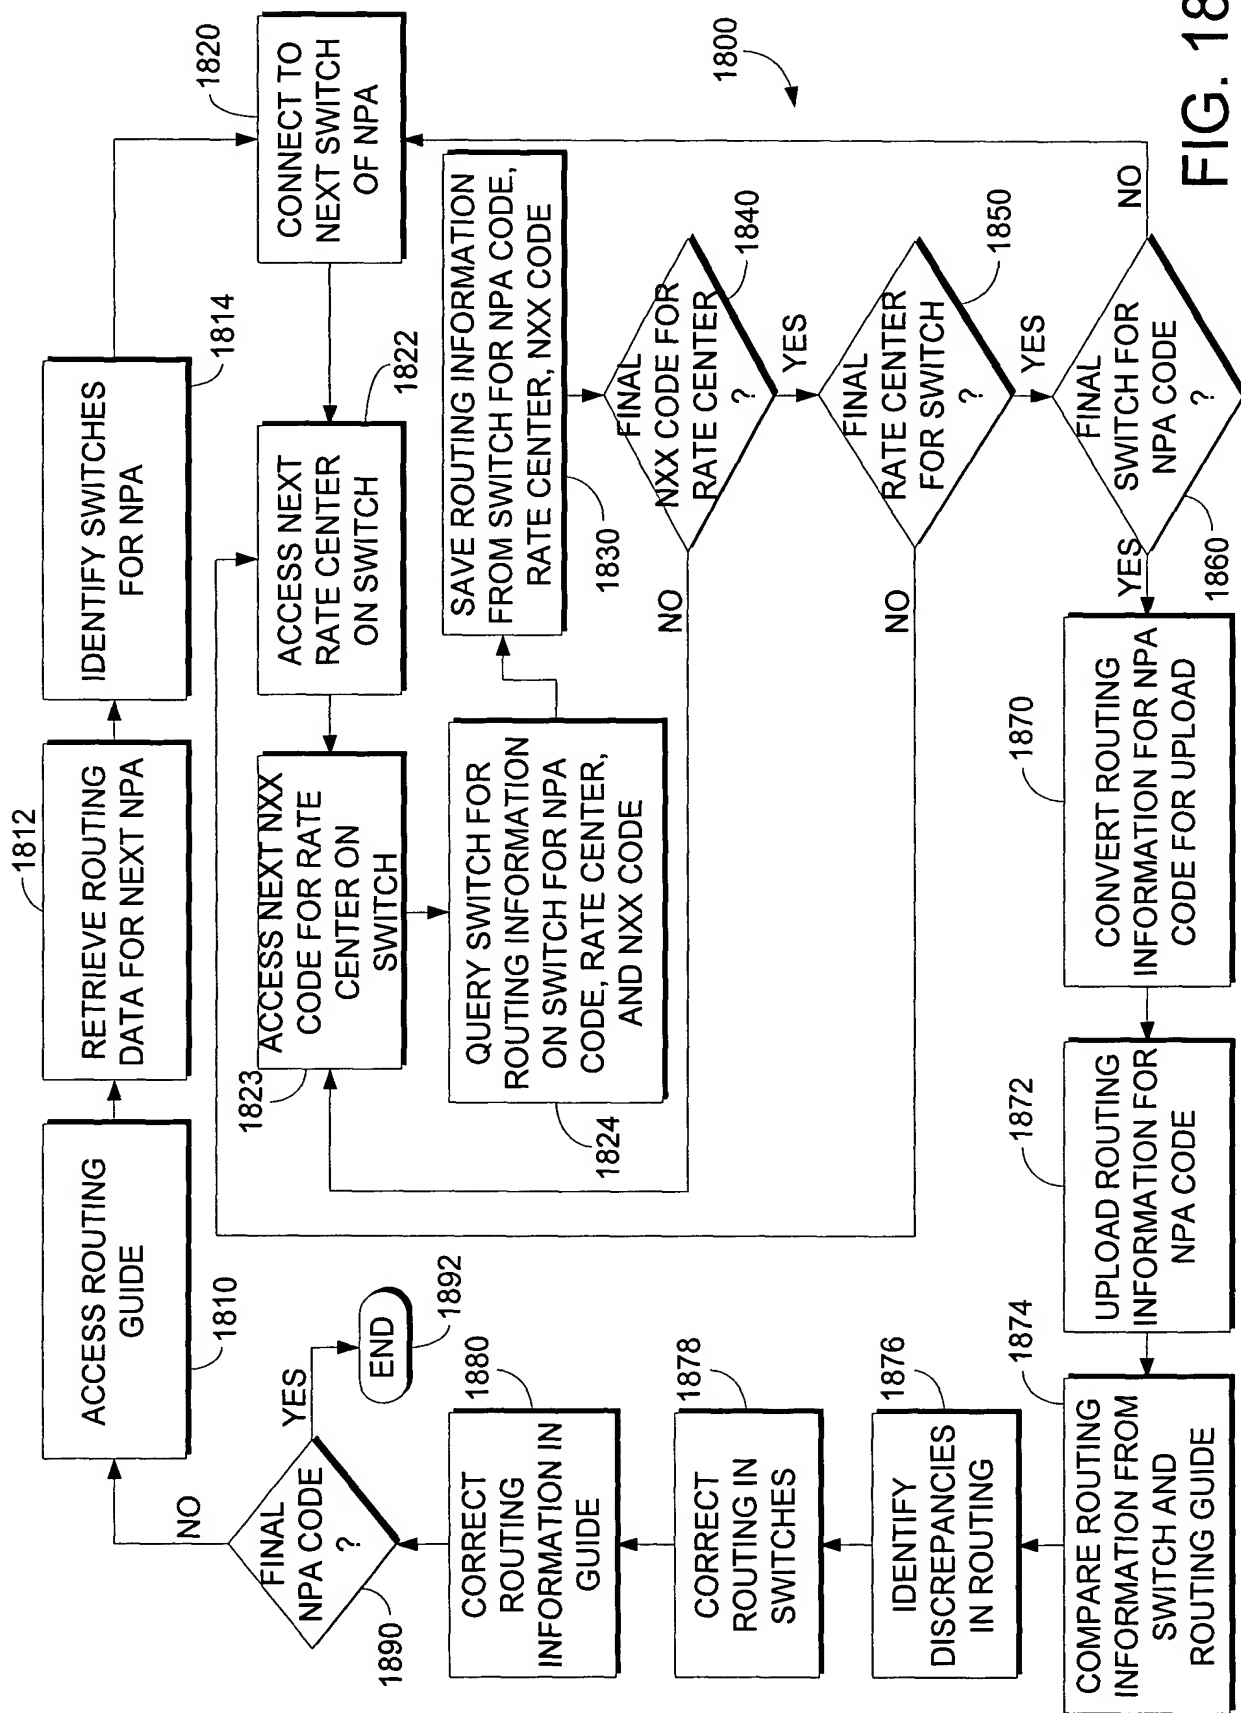 1810
ACCESS ROUTING
GUIDE
1812
RETRIEVE ROUTING
DATA FOR NEXT NPA
1814
IDENTIFY SWITCHES
FOR NPA
1820
CONNECT TO
NEXT SWITCH
OF NPA
1822
ACCESS NEXT
RATE CENTER
ON SWITCH
1823
ACCESS NEXT NXX
CODE FOR RATE
CENTER ON
SWITCH
1824
QUERY SWITCH FOR
ROUTING INFORMATION
ON SWITCH FOR NPA
CODE, RATE CENTER,
AND NXX CODE
1830
SAVE ROUTING INFORMATION
FROM SWITCH FOR NPA CODE,
RATE CENTER, NXX CODE
1840
FINAL
NXX CODE FOR
RATE CENTER
?
NO
YES
1850
FINAL
RATE CENTER
FOR SWITCH
?
NO
YES
1860
FINAL
SWITCH FOR
NPA CODE
?
NO
YES
1870
CONVERT ROUTING
INFORMATION FOR NPA
CODE FOR UPLOAD
1872
UPLOAD ROUTING
INFORMATION FOR
NPA CODE
1874
COMPARE ROUTING
INFORMATION FROM
SWITCH AND
ROUTING GUIDE
1876
IDENTIFY
DISCREPANCIES
IN ROUTING
1878
CORRECT
ROUTING IN
SWITCHES
1880
CORRECT
ROUTING
INFORMATION IN
GUIDE
1890
FINAL
NPA CODE
?
NO
YES
END
1892
1800
FIG. 18